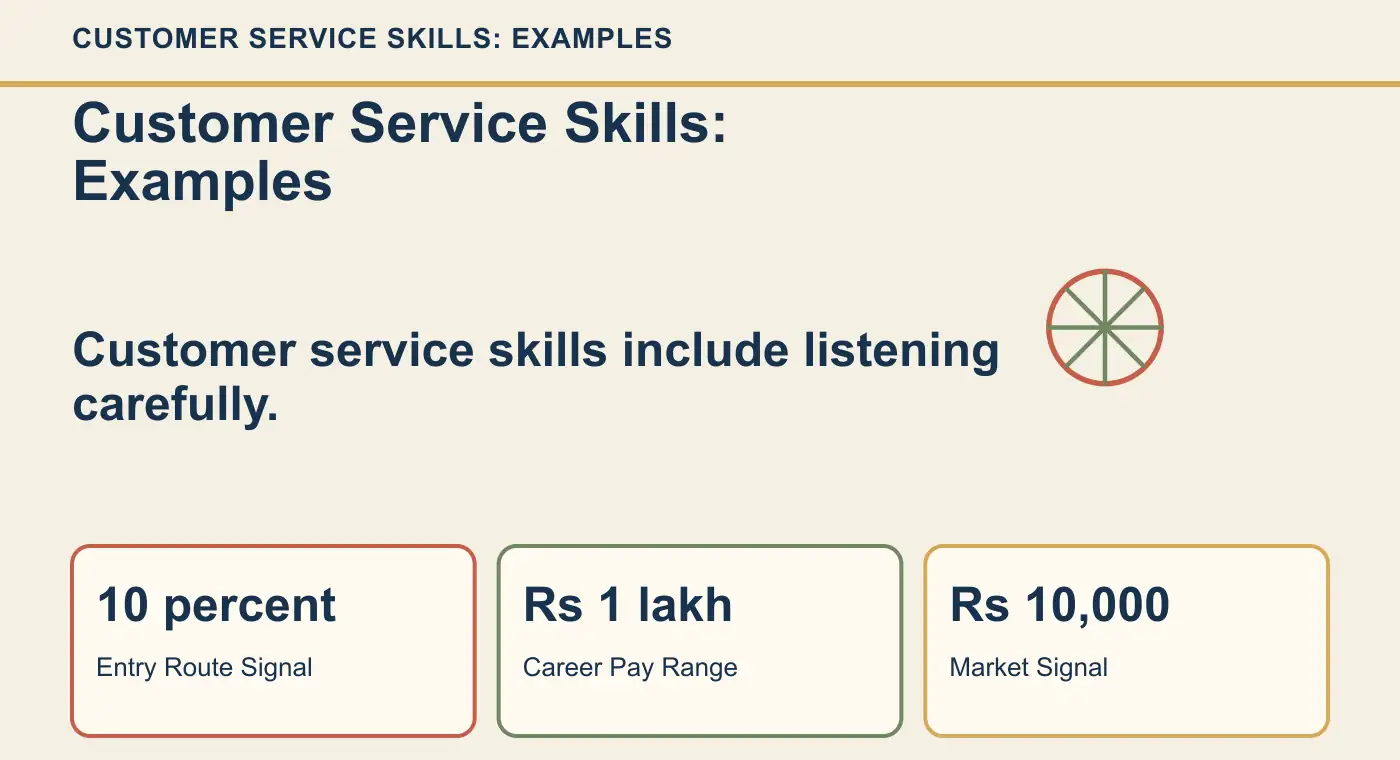 CUSTOMER SERVICE SKILLS: EXAMPLES
Customer Service Skills:
Examples
Customer service skills include listening
carefully.
10 percent
Entry Route Signal
Rs 1 lakh
Career Pay Range
Rs 10,000
Market Signal